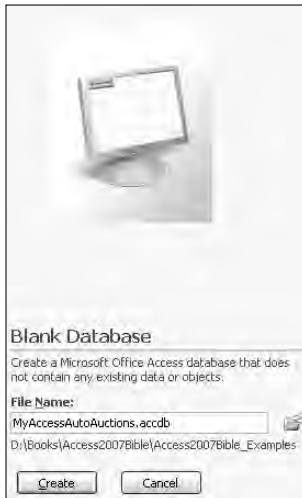 Blank Database
Create a Microsoft Office Access database that does
not contain any existing data or objects.
File Name:
MyAccessAutoAuctions.accdb
D:\Books\Access2007Bible\Access2007Bible_Examples
Create Cancel